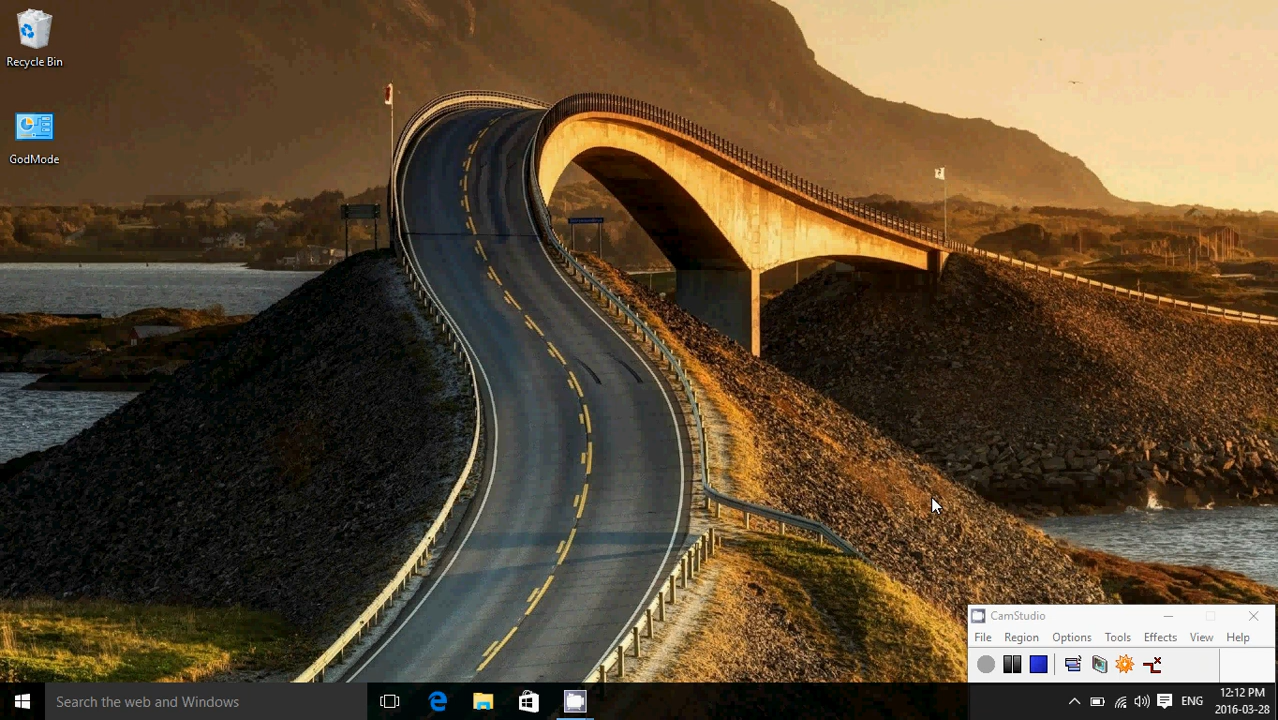 Recycle Bin
GodMode
CamStudio
File Region Options Tools Effects View Help
Search the web and Windows
ENG
12:12 PM
2016-03-28